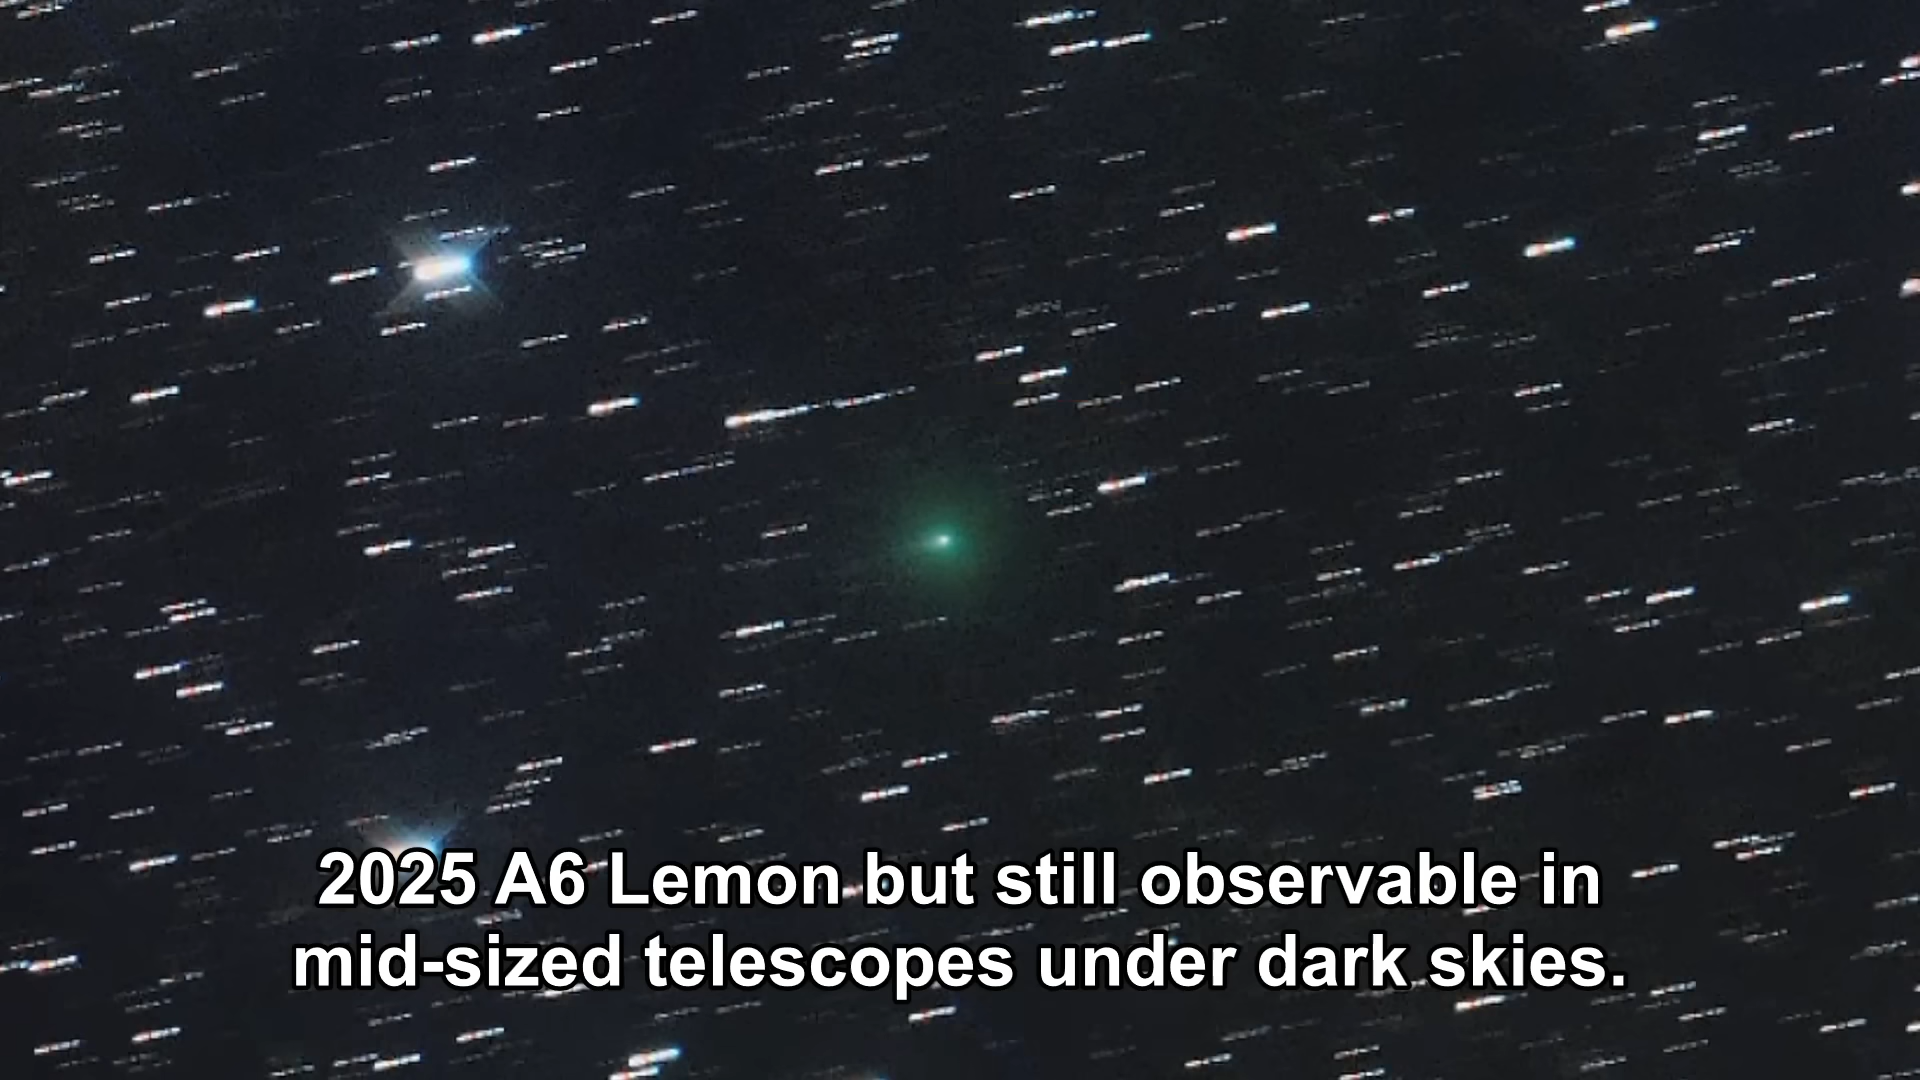 2025 A6 Lemon but still observable in
mid-sized telescopes under dark skies.